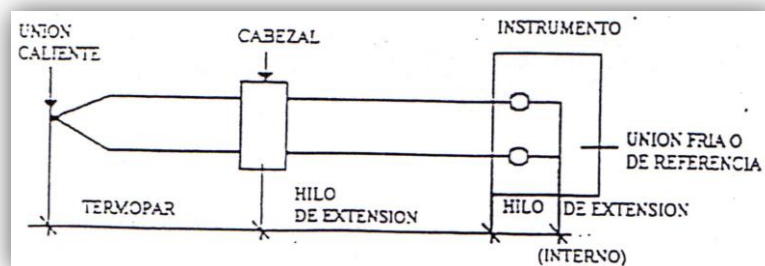 UNION
CALIENTE
CABEZAL
INSTRUMENTO
UNION FRIA O
DE REFERENCIA
TERMOPAR
HILO
DE EXTENSION
HILO DE EXTENSION
(INTERNO)